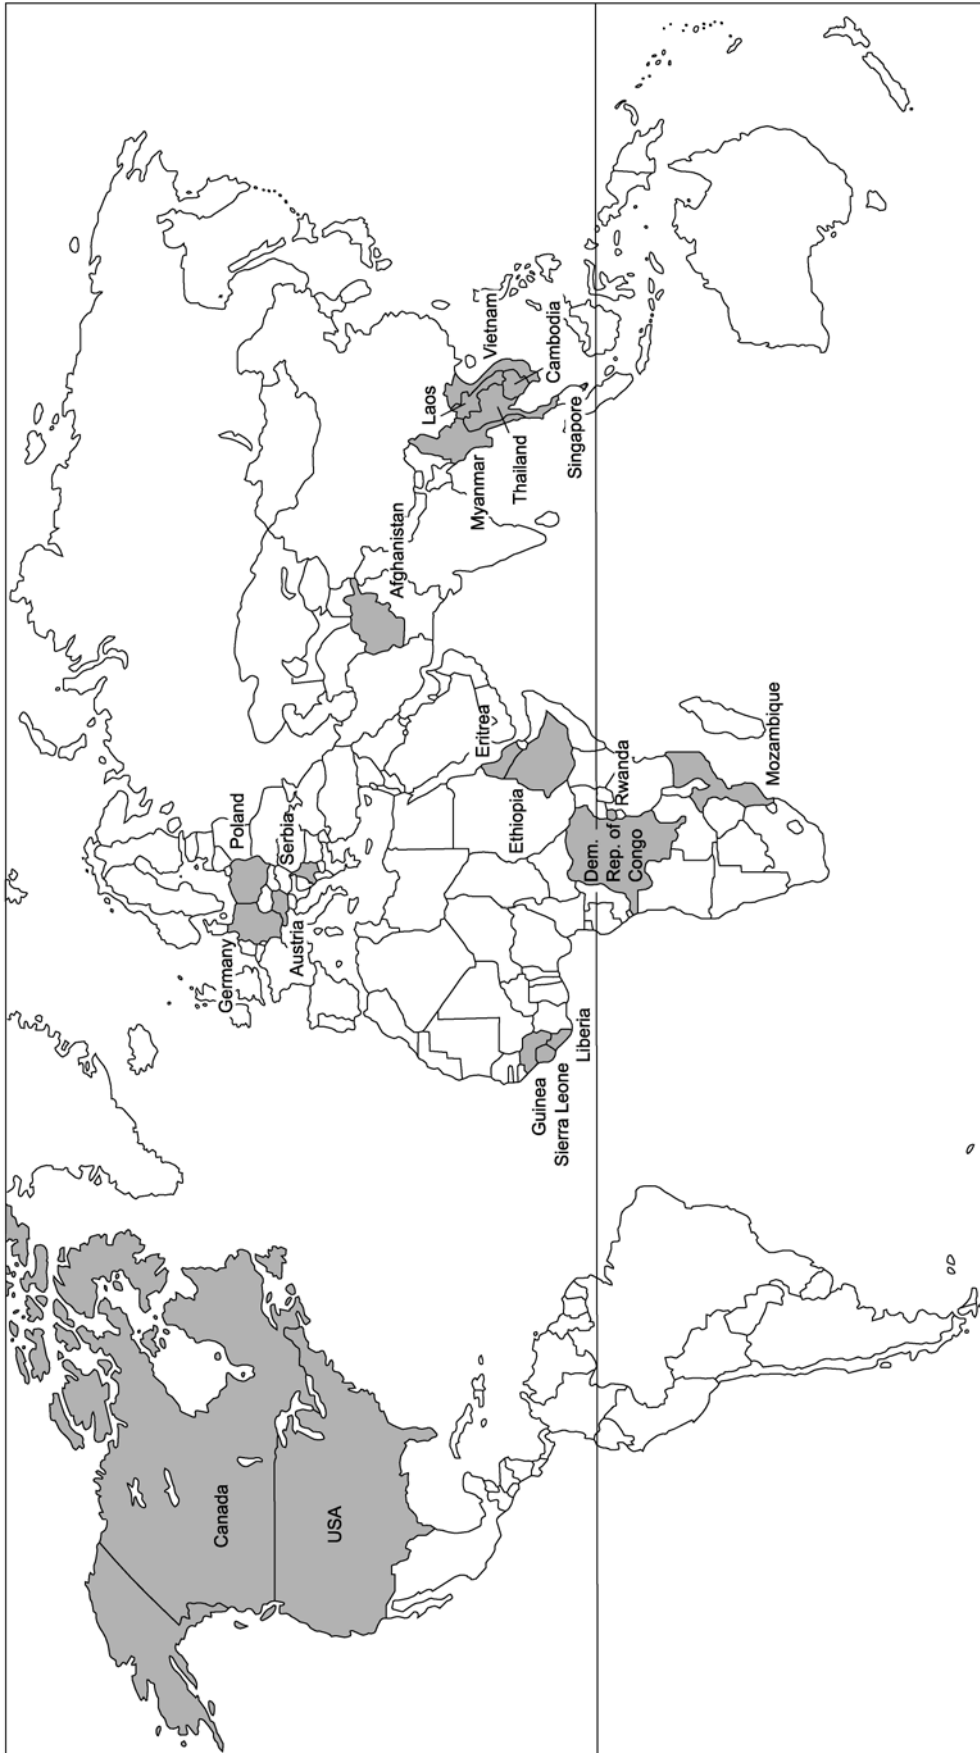 Canada
USA
Germany
Poland
Austria
Serbia
Afghanistan
Laos
Vietnam
Myanmar
Thailand
Cambodia
Singapore
Eritrea
Ethiopia
Guinea
Sierra Leone
Liberia
Dem.
Rep. of
Congo
Rwanda
Mozambique